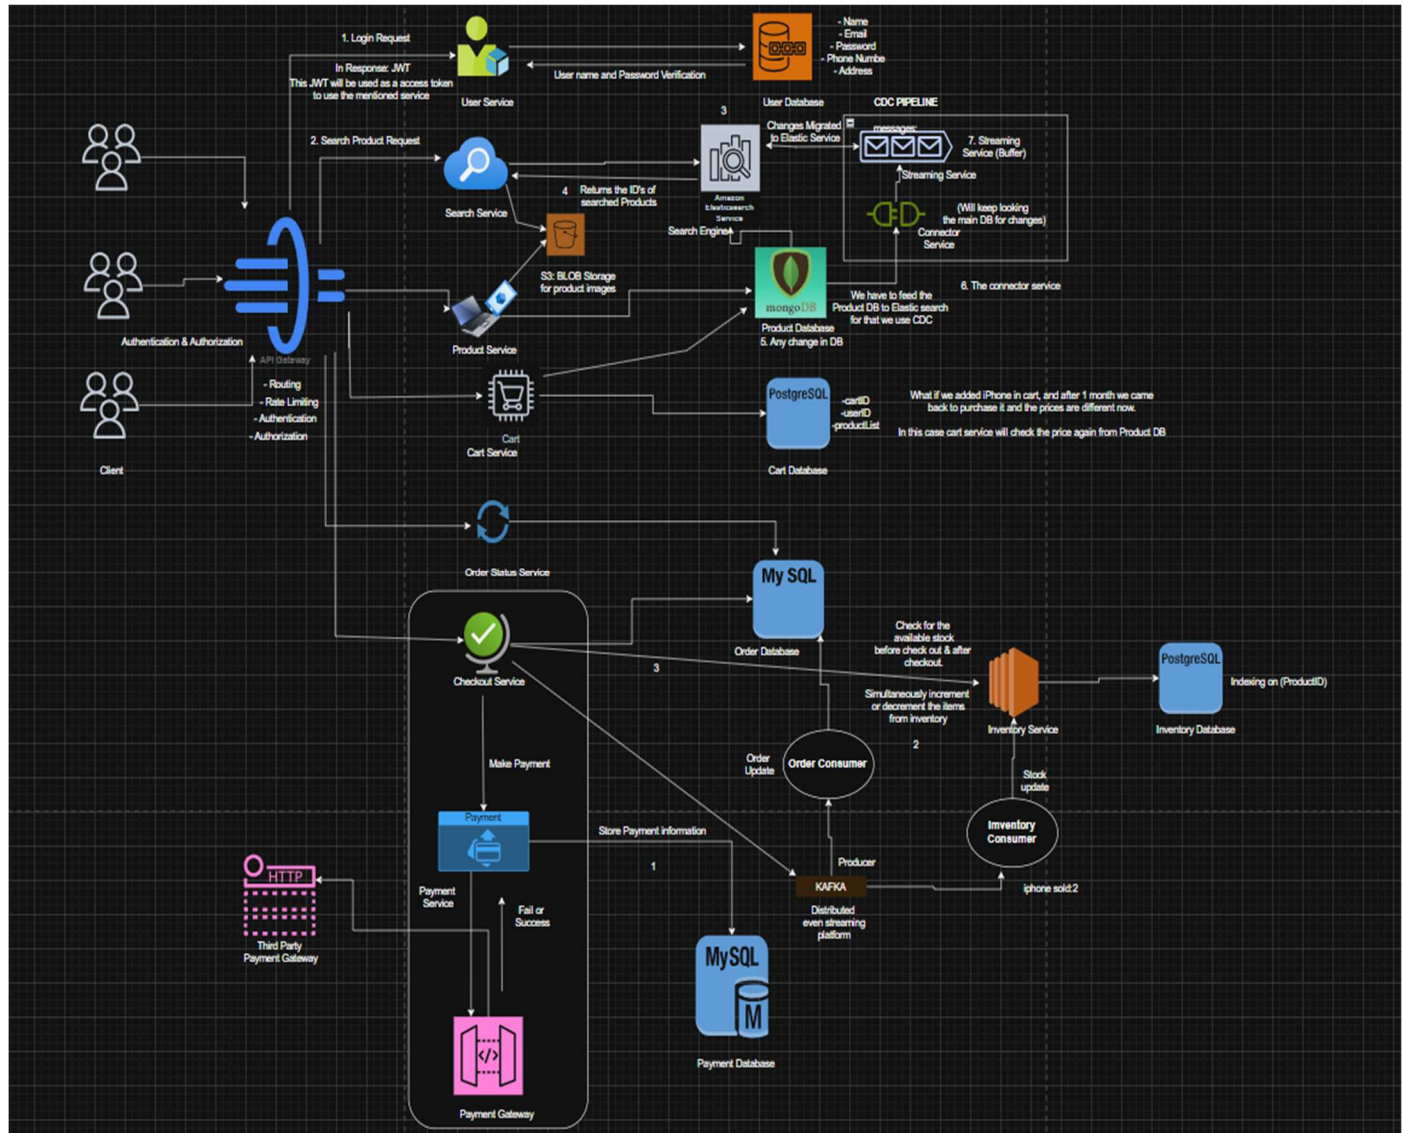 1. Login Request
In Response: JWT
This JWT will be used as a access token
to use the mentioned service
User Service
User name and Password Verification
- Name
- Email
- Password
- Phone Numbe
- Address
User Database
CDC PIPELINE
2. Search Product Request
Search Service
3
Changes Migrated
to Elastic Service
messages:
7. Streaming
Service (Buffer)
Streaming Service
4
Returns the ID's of
searched Products
Amazon
Elasticsearch
Service
Search Engine
(Will keep looking
the main DB for changes)
Connector
Service
S3: BLOB Storage
for product images
mongoDB
We have to feed the
Product DB to Elastic search
for that we use CDC
6. The connector service
Product Database
5. Any change in DB
Product Service
Authentication & Authorization
API Gateway
- Routing
- Rate Limiting
- Authentication
- Authorization
Client
Cart
Cart Service
PostgreSQL
-cartID
-userID
-productList
Cart Database
What if we added iPhone in cart, and after 1 month we came
back to purchase it and the prices are different now.
In this case cart service will check the price again from Product DB
Order Status Service
My SQL
Order Database
Checkout Service
3
Check for the
available stock
before check out & after
checkout.
Simultaneously increment
or decrement the items
from inventory
2
Inventory Service
PostgreSQL
Indexing on (ProductID)
Inventory Database
Make Payment
Order
Update
Order Consumer
Stock
update
Imventory
Consumer
Payment
Store Payment information
1
Producer
KAFKA
iphone sold:2
Distributed
even streaming
platform
Payment
Service
Fail or
Success
HTTP
Third Party
Payment Gateway
MySQL
M
Payment Database
</>
Payment Gateway